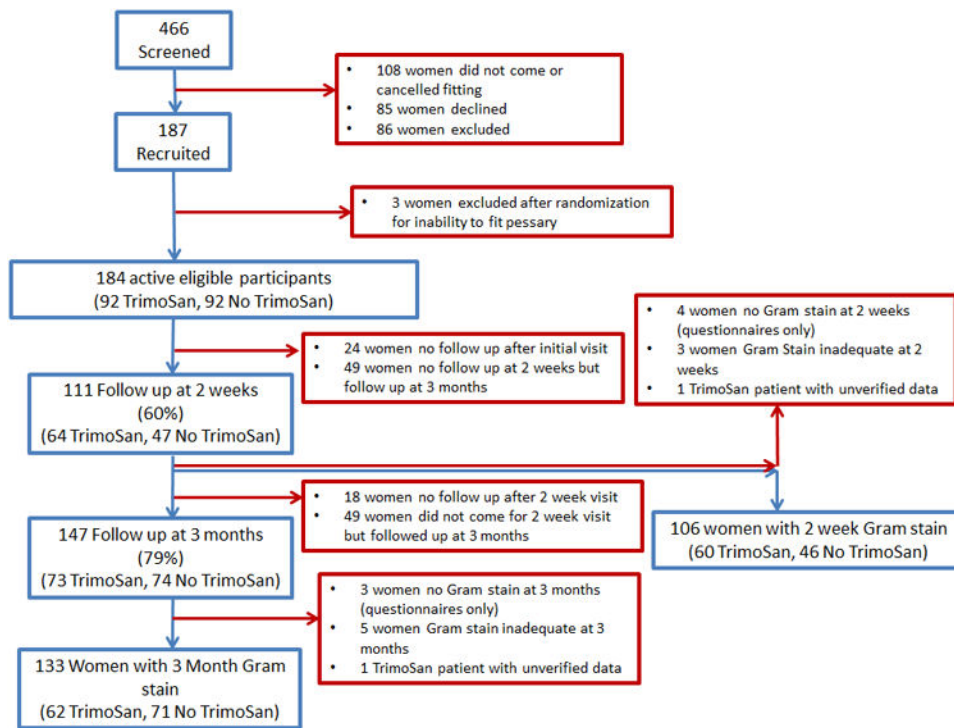 466
Screened
• 108 women did not come or
cancelled fitting
• 85 women declined
• 86 women excluded
187
Recruited
• 3 women excluded after randomization
for inability to fit pessary
184 active eligible participants
(92 TrimoSan, 92 No TrimoSan)
• 4 women no Gram stain at 2 weeks
(questionnaires only)
• 3 women Gram Stain inadequate at 2
weeks
• 1 TrimoSan patient with unverified data
• 24 women no follow up after initial visit
• 49 women no follow up at 2 weeks but
follow up at 3 months
111 Follow up at 2 weeks
(60%)
(64 TrimoSan, 47 No TrimoSan)
• 18 women no follow up after 2 week visit
• 49 women did not come for 2 week visit
but followed up at 3 months
106 women with 2 week Gram stain
(60 TrimoSan, 46 No TrimoSan)
147 Follow up at 3 months
(79%)
(73 TrimoSan, 74 No TrimoSan)
• 3 women no Gram stain at 3 months
(questionnaires only)
• 5 women Gram stain inadequate at 3
months
• 1 TrimoSan patient with unverified data
133 Women with 3 Month Gram
stain
(62 TrimoSan, 71 No TrimoSan)